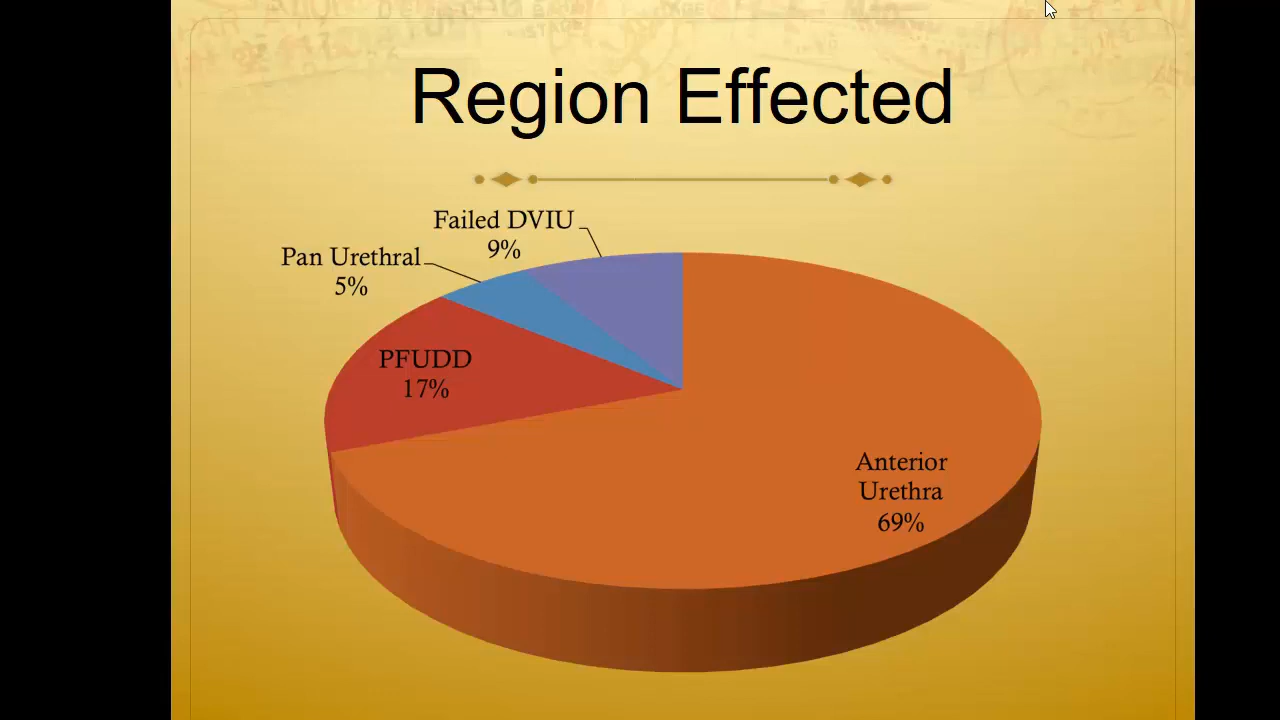 Region Effected
Failed DVIU
9%
Pan Urethral
5%
PFUDD
17%
Anterior
Urethra
69%